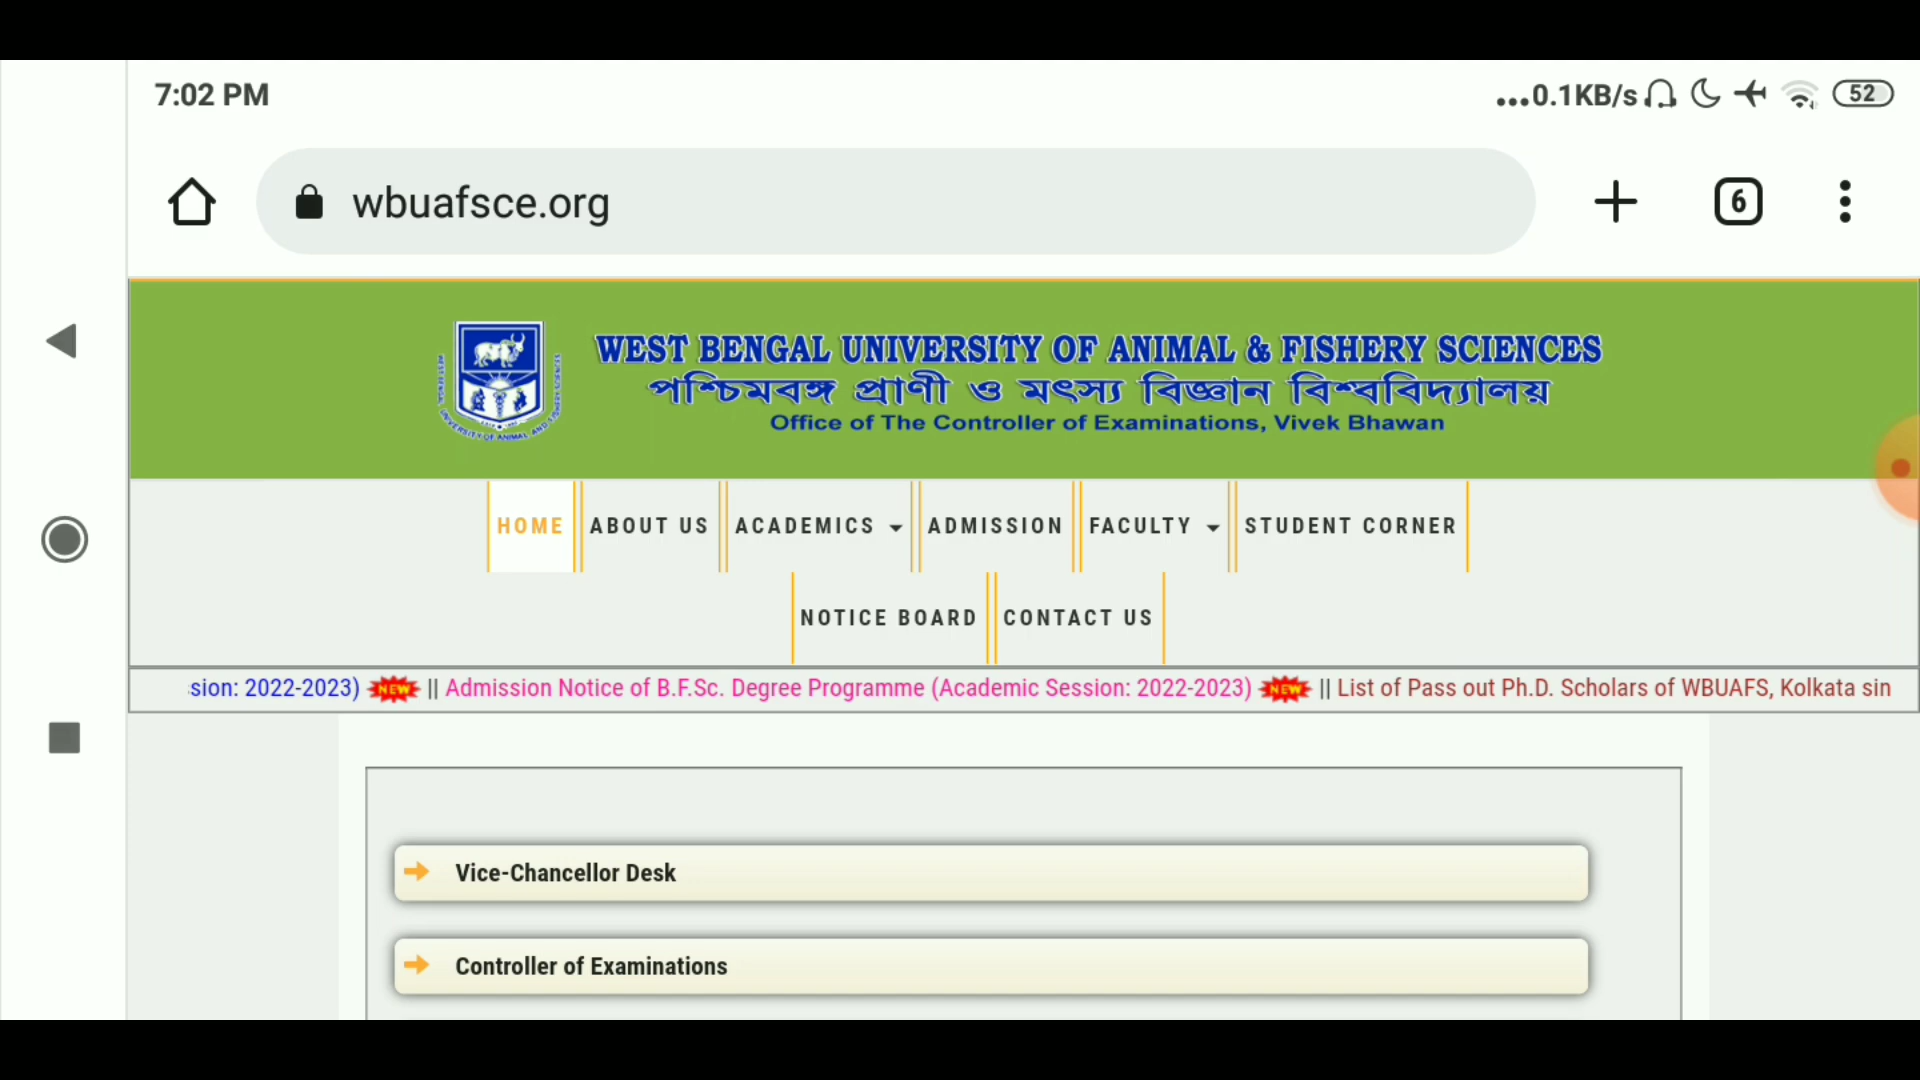 7:02 PM
...0.1KB/s
52
wbuafsce.org
6
WEST BENGAL UNIVERSITY OF ANIMAL & FISHERY SCIENCES
পশ্চিমবঙ্গ প্রাণী ও মৎস্য বিজ্ঞান বিশ্ববিদ্যালয়
Office of The Controller of Examinations, Vivek Bhawan
HOME ABOUT US ACADEMICS ADMISSION FACULTY STUDENT CORNER
NOTICE BOARD CONTACT US
sion: 2022-2023) NEW || Admission Notice of B.F.Sc. Degree Programme (Academic Session: 2022-2023) NEW || List of Pass out Ph.D. Scholars of WBUAFS, Kolkata sin
Vice-Chancellor Desk
Controller of Examinations